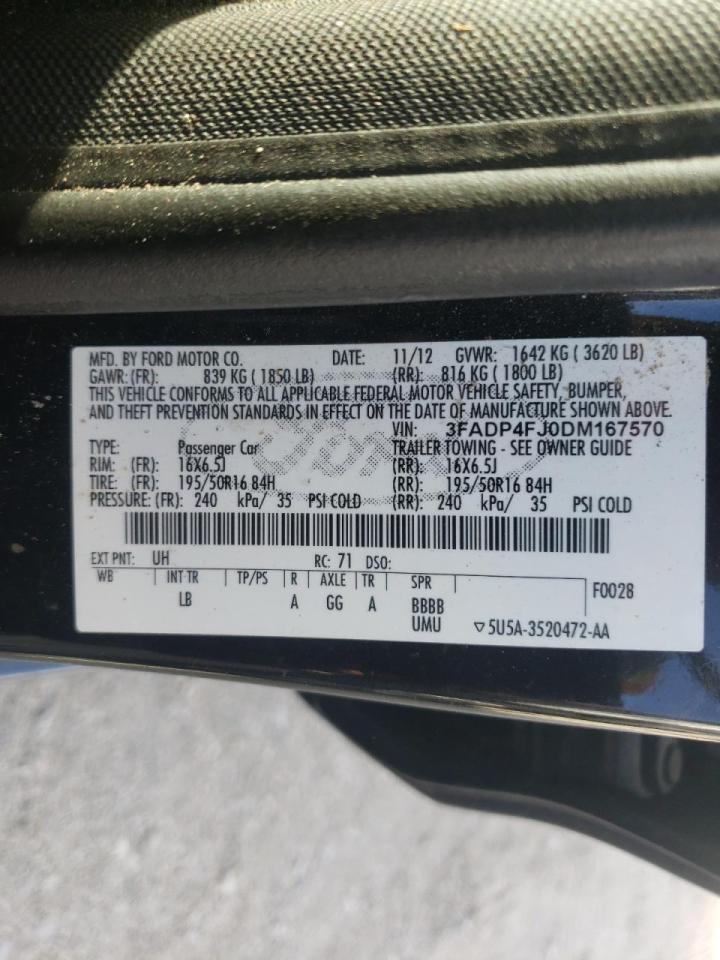 MFD. BY FORD MOTOR CO. DATE: 11/12 GVWR: 1642 KG ( 3620 LB)
GAWR: (FR): 839 KG ( 1850 LB) (RR): 816 KG ( 1800 LB)
THIS VEHICLE CONFORMS TO ALL APPLICABLE FEDERAL MOTOR VEHICLE SAFETY, BUMPER,
AND THEFT PREVENTION STANDARDS IN EFFECT ON THE DATE OF MANUFACTURE SHOWN ABOVE.
VIN: 3FADP4FJ0DM167570
TYPE: Passenger Car TRAILER TOWING - SEE OWNER GUIDE
RIM: (FR): 16X6.5J (RR): 16X6.5J
TIRE: (FR): 195/50R16 84H (RR): 195/50R16 84H
PRESSURE: (FR): 240 kPa/ 35 PSI COLD (RR): 240 kPa/ 35 PSI COLD
EXT PNT: UH RC: 71 DSO:
WB INT TR TP/PS R AXLE TR SPR F0028
LB A GG A BBBB
UMU ▽5U5A-3520472-AA
Ford